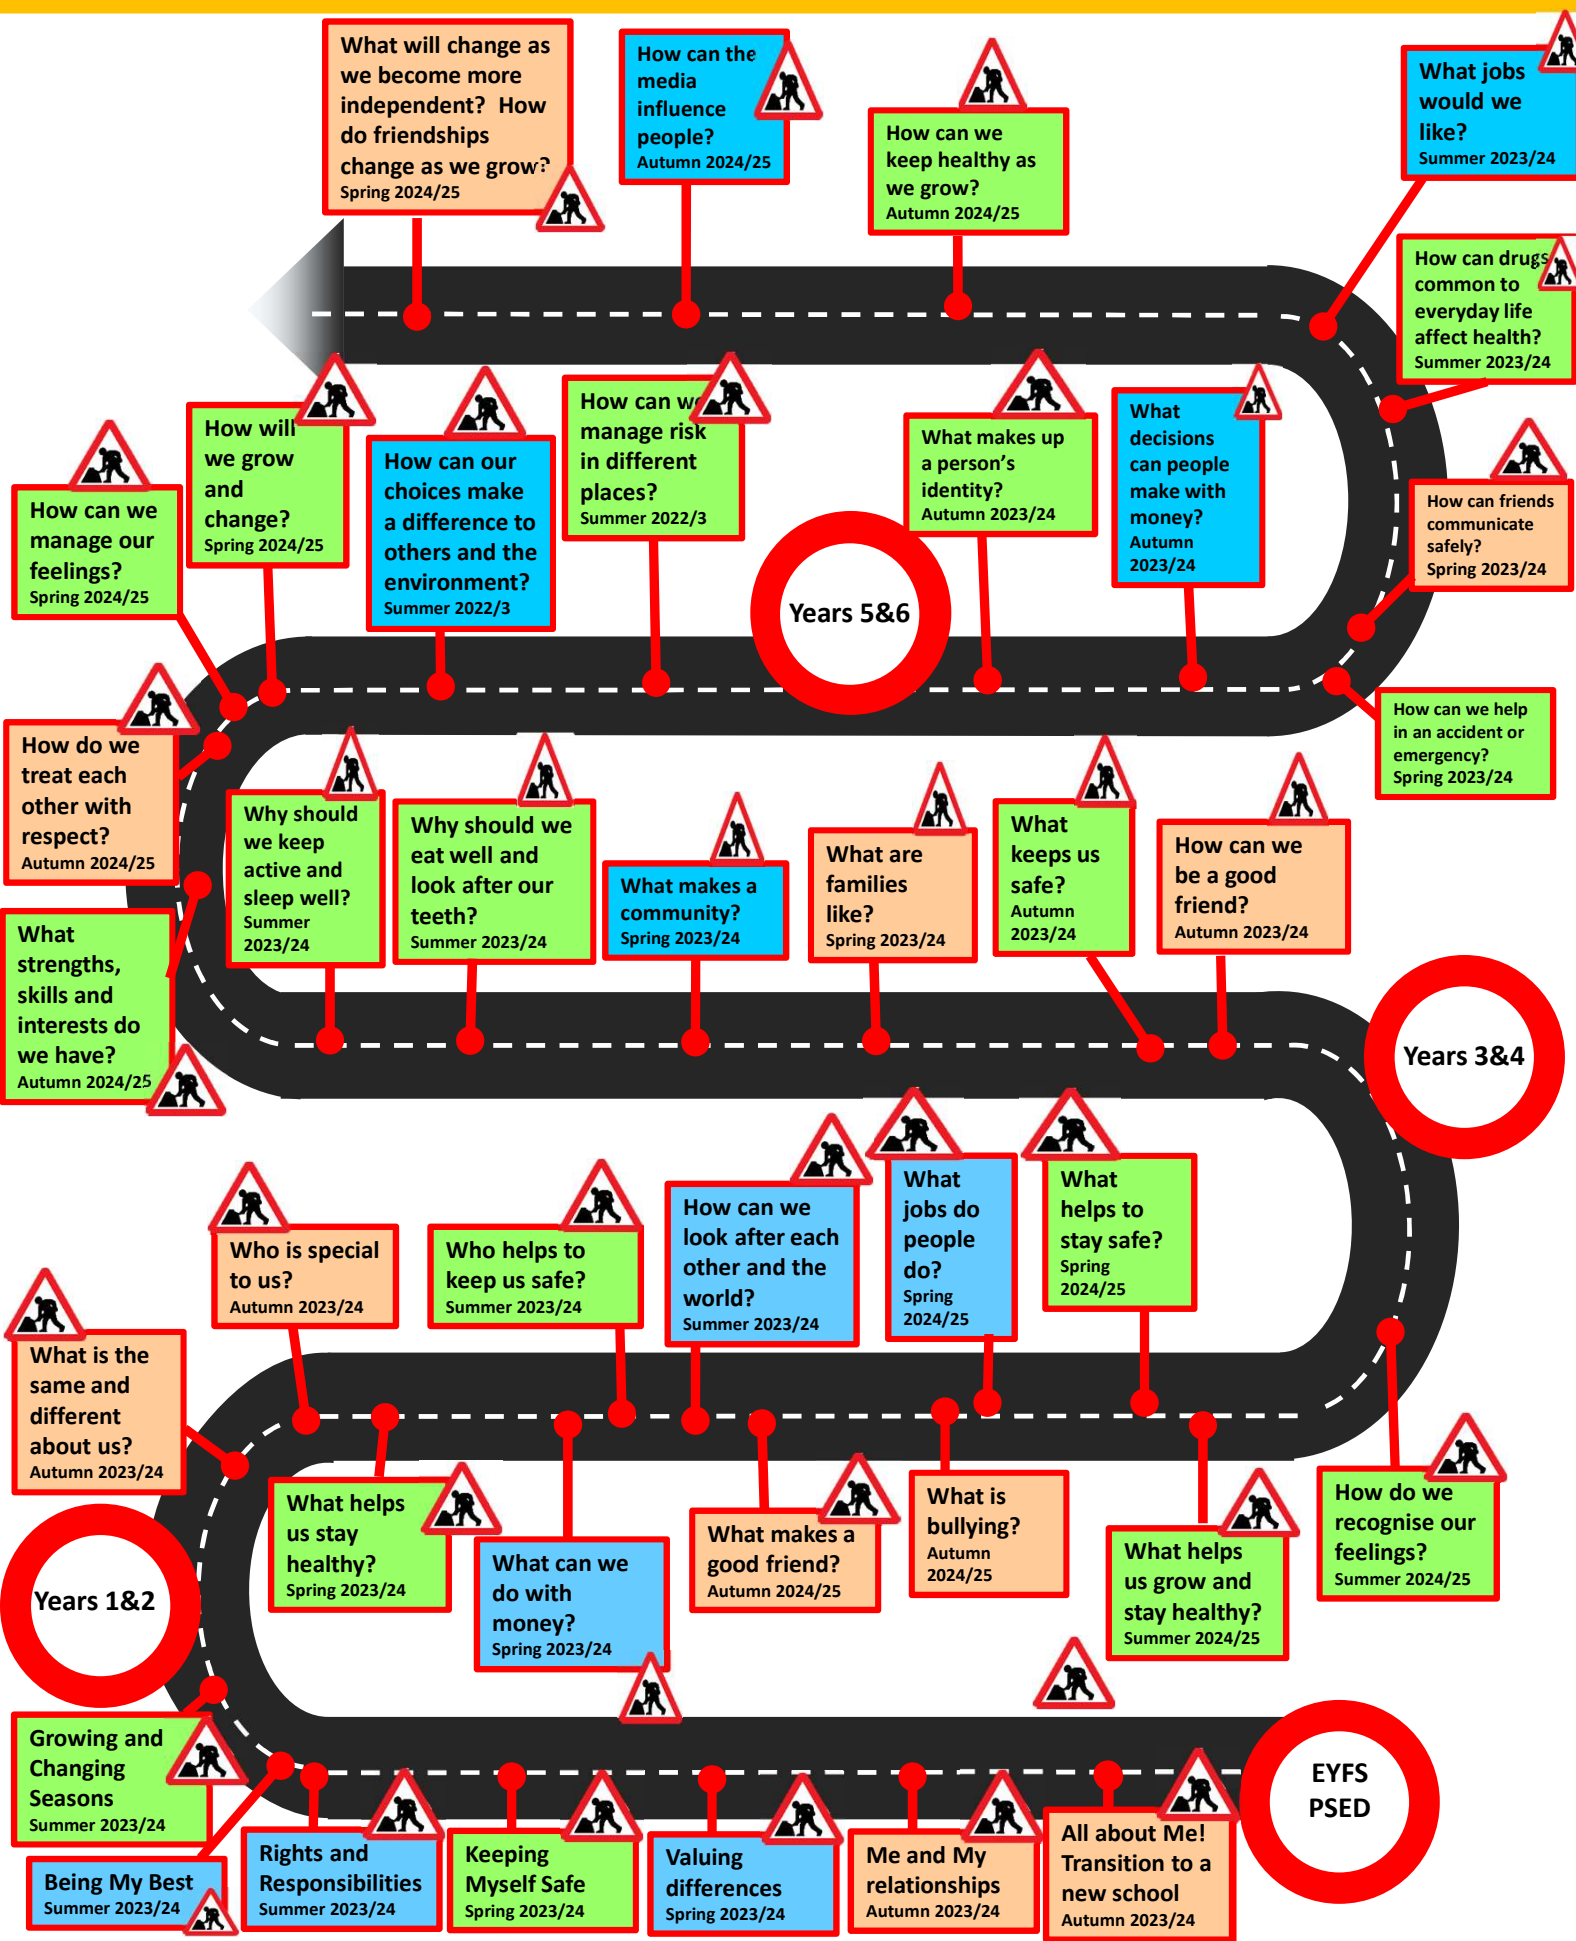 What will change as
we become more
independent?  How
do friendships
change as we grow?
Spring 2024/25
How can the
media
influence
people?
Autumn 2024/25
How can we
keep healthy as
we grow?
Autumn 2024/25
What jobs
would we
like?
Summer 2023/24
How can drugs
common to
everyday life
affect health?
Summer 2023/24
How can we
manage our
feelings?
Spring 2024/25
How will
we grow
and
change?
Spring 2024/25
How can our
choices make
a difference to
others and the
environment?
Summer 2022/3
How can we
manage risk
in different
places?
Summer 2022/3
What makes up
a person's
identity?
Autumn 2023/24
What
decisions
can people
make with
money?
Autumn
2023/24
How can friends
communicate
safely?
Spring 2023/24
Years 5&6
How can we help
in an accident or
emergency?
Spring 2023/24
How do we
treat each
other with
respect?
Autumn 2024/25
Why should
we keep
active and
sleep well?
Summer
2023/24
Why should we
eat well and
look after our
teeth?
Summer 2023/24
What makes a
community?
Spring 2023/24
What are
families
like?
Spring 2023/24
What
keeps us
safe?
Autumn
2023/24
How can we
be a good
friend?
Autumn 2023/24
What
strengths,
skills and
interests do
we have?
Autumn 2024/25
Years 3&4
What is the
same and
different
about us?
Autumn 2023/24
Who is special
to us?
Autumn 2023/24
Who helps to
keep us safe?
Summer 2023/24
How can we
look after each
other and the
world?
Summer 2023/24
What
jobs do
people
do?
Spring
2024/25
What
helps to
stay safe?
Spring
2024/25
What helps
us stay
healthy?
Spring 2023/24
What can we
do with
money?
Spring 2023/24
What makes a
good friend?
Autumn 2024/25
What is
bullying?
Autumn
2024/25
What helps
us grow and
stay healthy?
Summer 2024/25
How do we
recognise our
feelings?
Summer 2024/25
Years 1&2
Growing and
Changing
Seasons
Summer 2023/24
Being My Best
Summer 2023/24
Rights and
Responsibilities
Summer 2023/24
Keeping
Myself Safe
Spring 2023/24
Valuing
differences
Spring 2023/24
Me and My
relationships
Autumn 2023/24
All about Me!
Transition to a
new school
Autumn 2023/24
EYFS
PSED